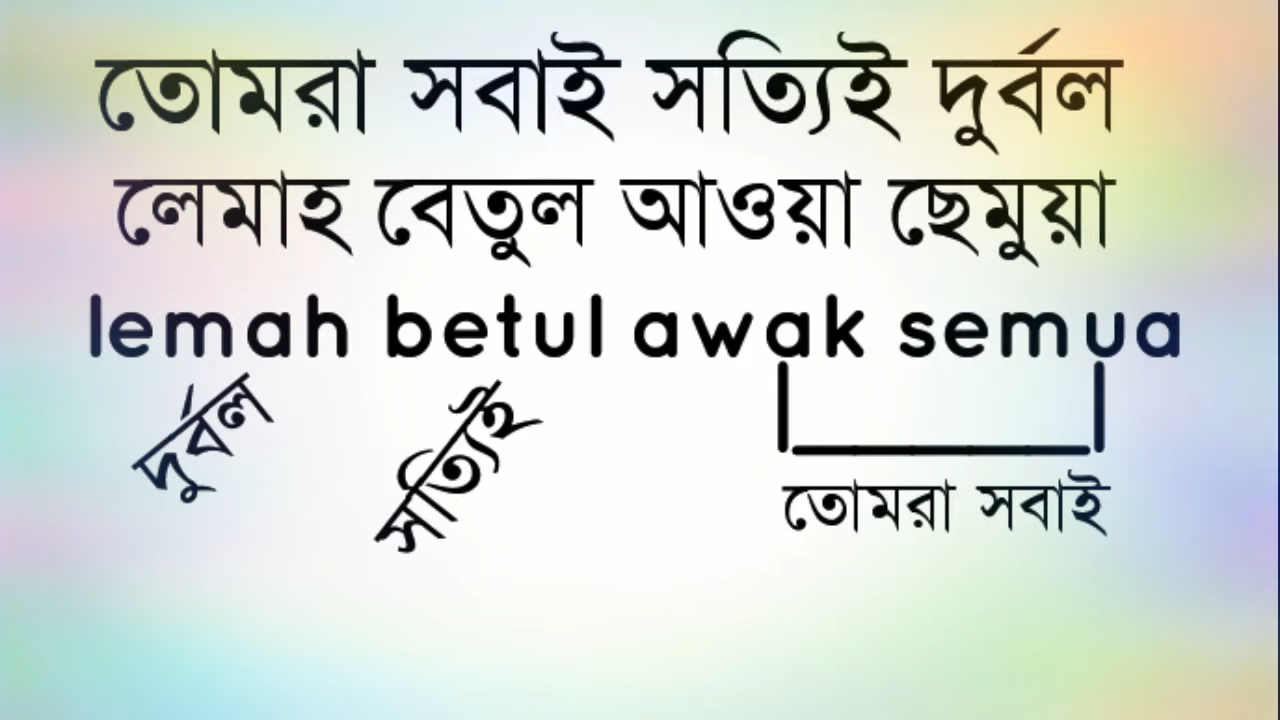 তোমরা সবাই সত্যিই দুর্বল
লেমাহ বেতুল আওয়া ছেমুয়া
lemah betul awak semua
দুর্বল
সত্যিই
তোমরা সবাই